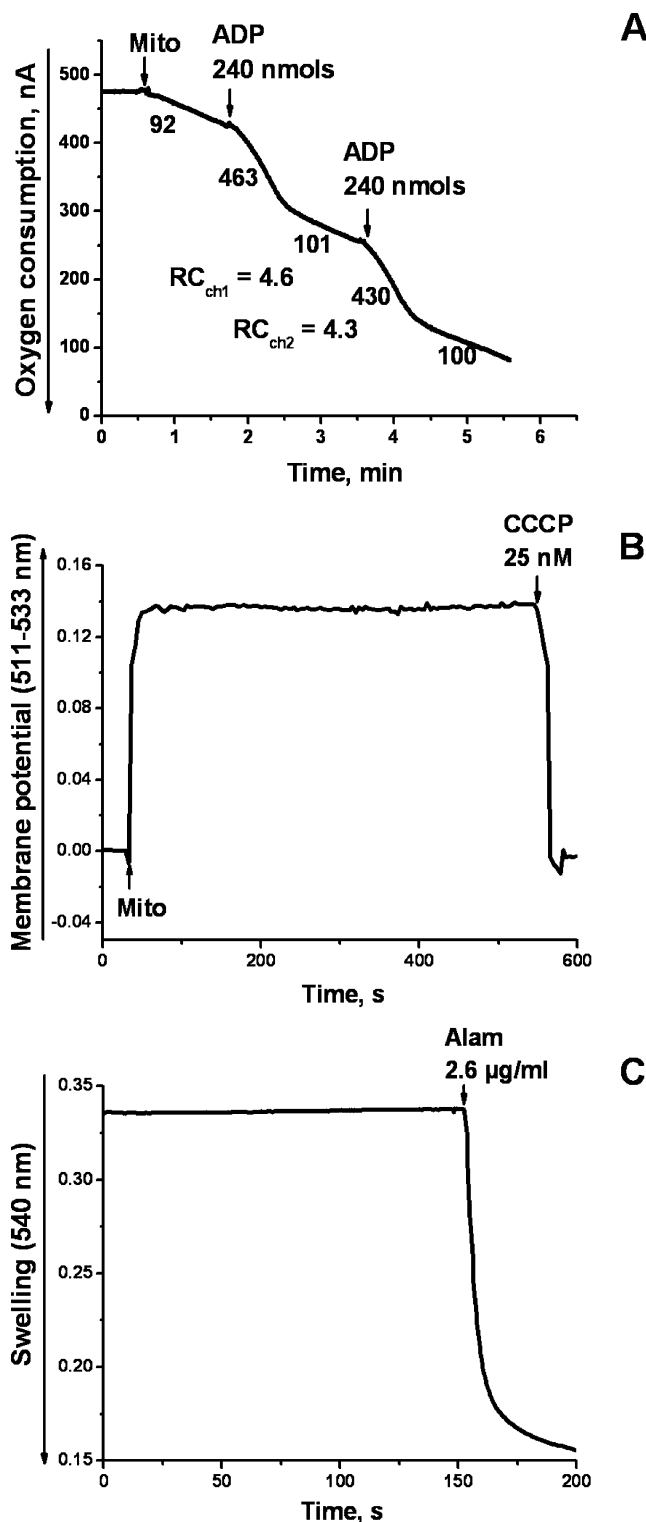 A
Oxygen consumption, nA
500
400
300
200
100
0
Mito
ADP
240 nmols
92
463
ADP
240 nmols
101
RCch1 = 4.6
430
RCch2 = 4.3
100
0 1 2 3 4 5 6
Time, min
B
Membrane potential (511-533 nm)
0.16
0.12
0.08
0.04
0.00
-0.04
CCCP
25 nM
Mito
0 200 400 600
Time, s
C
Swelling (540 nm)
0.35
0.30
0.25
0.20
0.15
Alam
2.6 µg/ml
0 50 100 150 200
Time, s